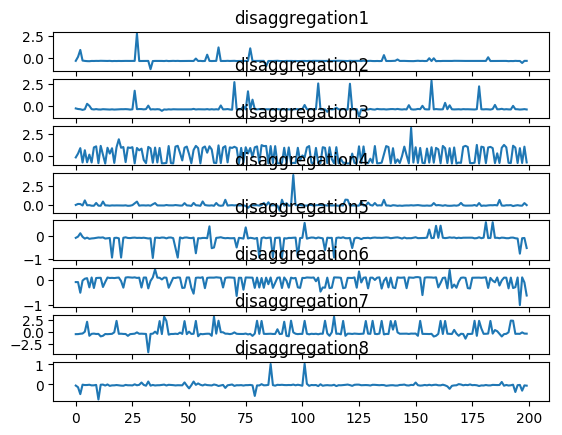 disaggregation1
2.5
0.0
disaggregation2
2.5
0.0
disaggregation3
2.5
0.0
disaggregation4
2.5
0.0
disaggregation5
0
−1
disaggregation6
0
−1
disaggregation7
2.5
0.0
−2.5
disaggregation8
1
0
0 25 50 75 100 125 150 175 200